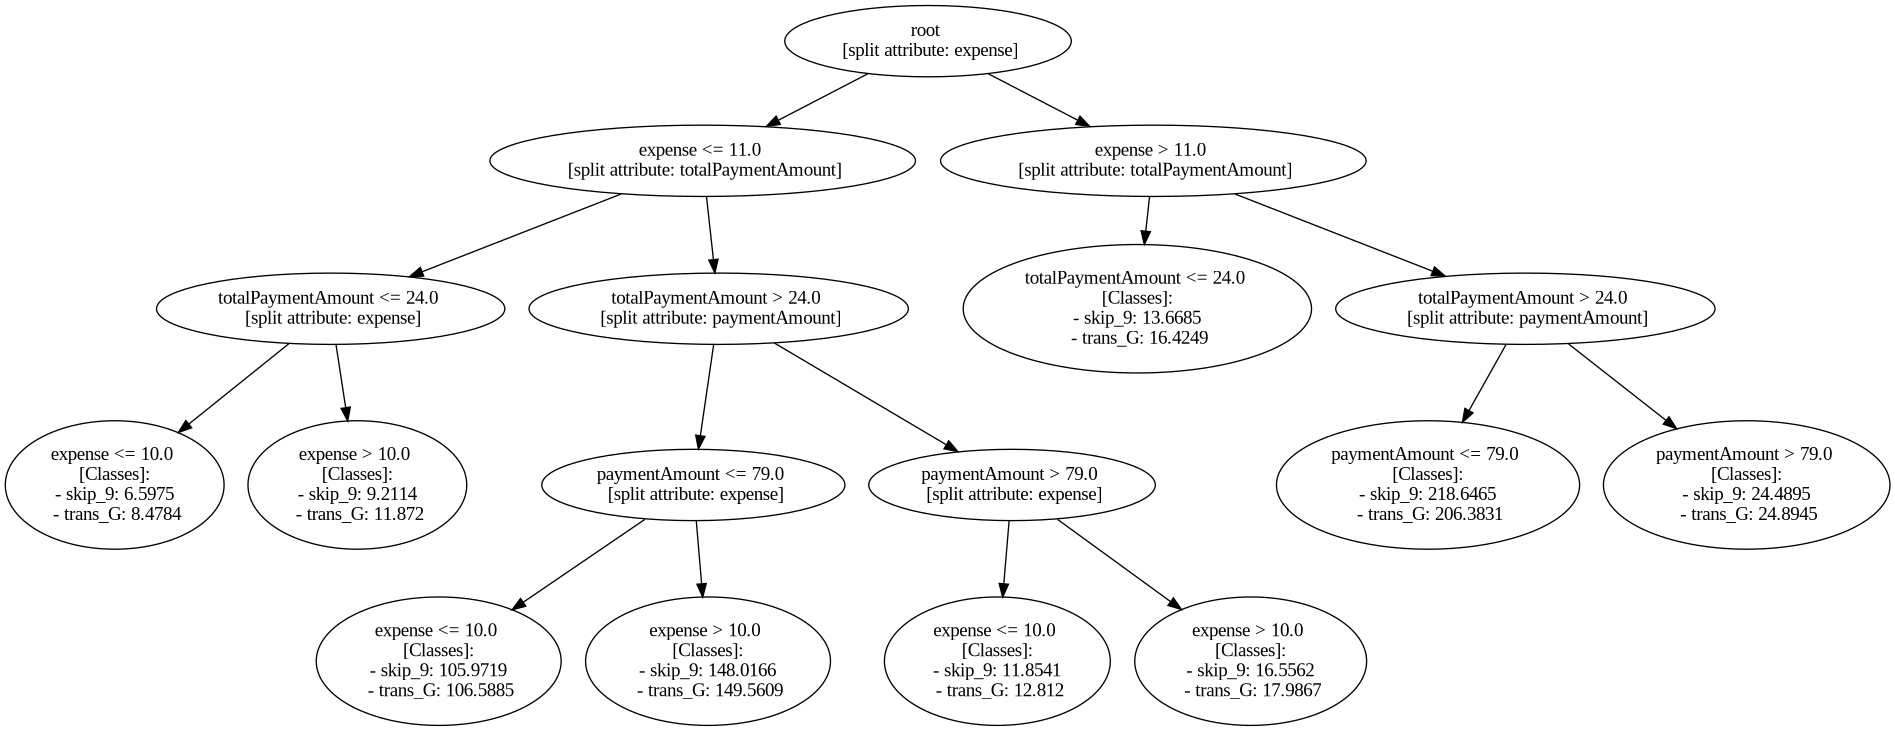 root
[split attribute: expense]
expense <= 11.0
[split attribute: totalPaymentAmount]
expense > 11.0
[split attribute: totalPaymentAmount]
totalPaymentAmount <= 24.0
[split attribute: expense]
totalPaymentAmount > 24.0
[split attribute: paymentAmount]
totalPaymentAmount <= 24.0
[Classes]:
- skip_9: 13.6685
- trans_G: 16.4249
totalPaymentAmount > 24.0
[split attribute: paymentAmount]
expense <= 10.0
[Classes]:
- skip_9: 6.5975
- trans_G: 8.4784
expense > 10.0
[Classes]:
- skip_9: 9.2114
- trans_G: 11.872
paymentAmount <= 79.0
[split attribute: expense]
paymentAmount > 79.0
[split attribute: expense]
paymentAmount <= 79.0
[Classes]:
- skip_9: 218.6465
- trans_G: 206.3831
paymentAmount > 79.0
[Classes]:
- skip_9: 24.4895
- trans_G: 24.8945
expense <= 10.0
[Classes]:
- skip_9: 105.9719
- trans_G: 106.5885
expense > 10.0
[Classes]:
- skip_9: 148.0166
- trans_G: 149.5609
expense <= 10.0
[Classes]:
- skip_9: 11.8541
- trans_G: 12.812
expense > 10.0
[Classes]:
- skip_9: 16.5562
- trans_G: 17.9867